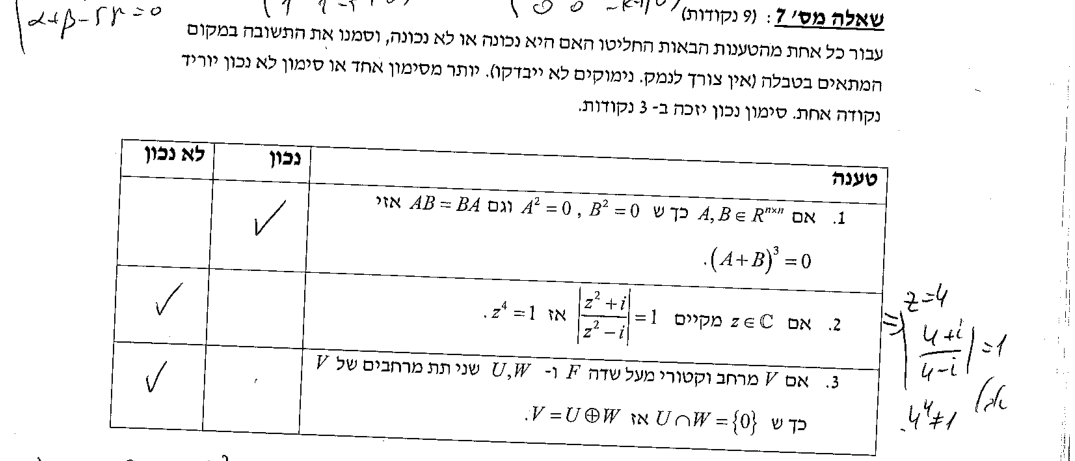 α+β-5γ=0
שאלה מס' 7 : (9 נקודות)
עבור כל אחת מהטענות הבאות החליטו האם היא נכונה או לא נכונה, וסמנו את התשובה במקום
המתאים בטבלה (אין צורך לנמק. נימוקים לא ייבדקו). יותר מסימון אחד או סימון לא נכון יוריד
נקודה אחת. סימון נכון יזכה ב- 3 נקודות.
טענה נכון לא נכון
1. אם A, B ∈ R^{n×n} כך ש A² = 0 , B² = 0 וגם AB = BA אזי ✓
(A+B)³ = 0.
2. אם z ∈ ℂ מקיים |(z²+i)/(z²-i)| = 1 אז z⁴ = 1. ✓
3. אם V מרחב וקטורי מעל שדה F ו- U,W שני תת מרחבים של V ✓
כך ש U∩W = {0} אז V = U⊕W.
z=4
⇒ |(4+i)/(4-i)| = 1
אבל
4⁴≠1.